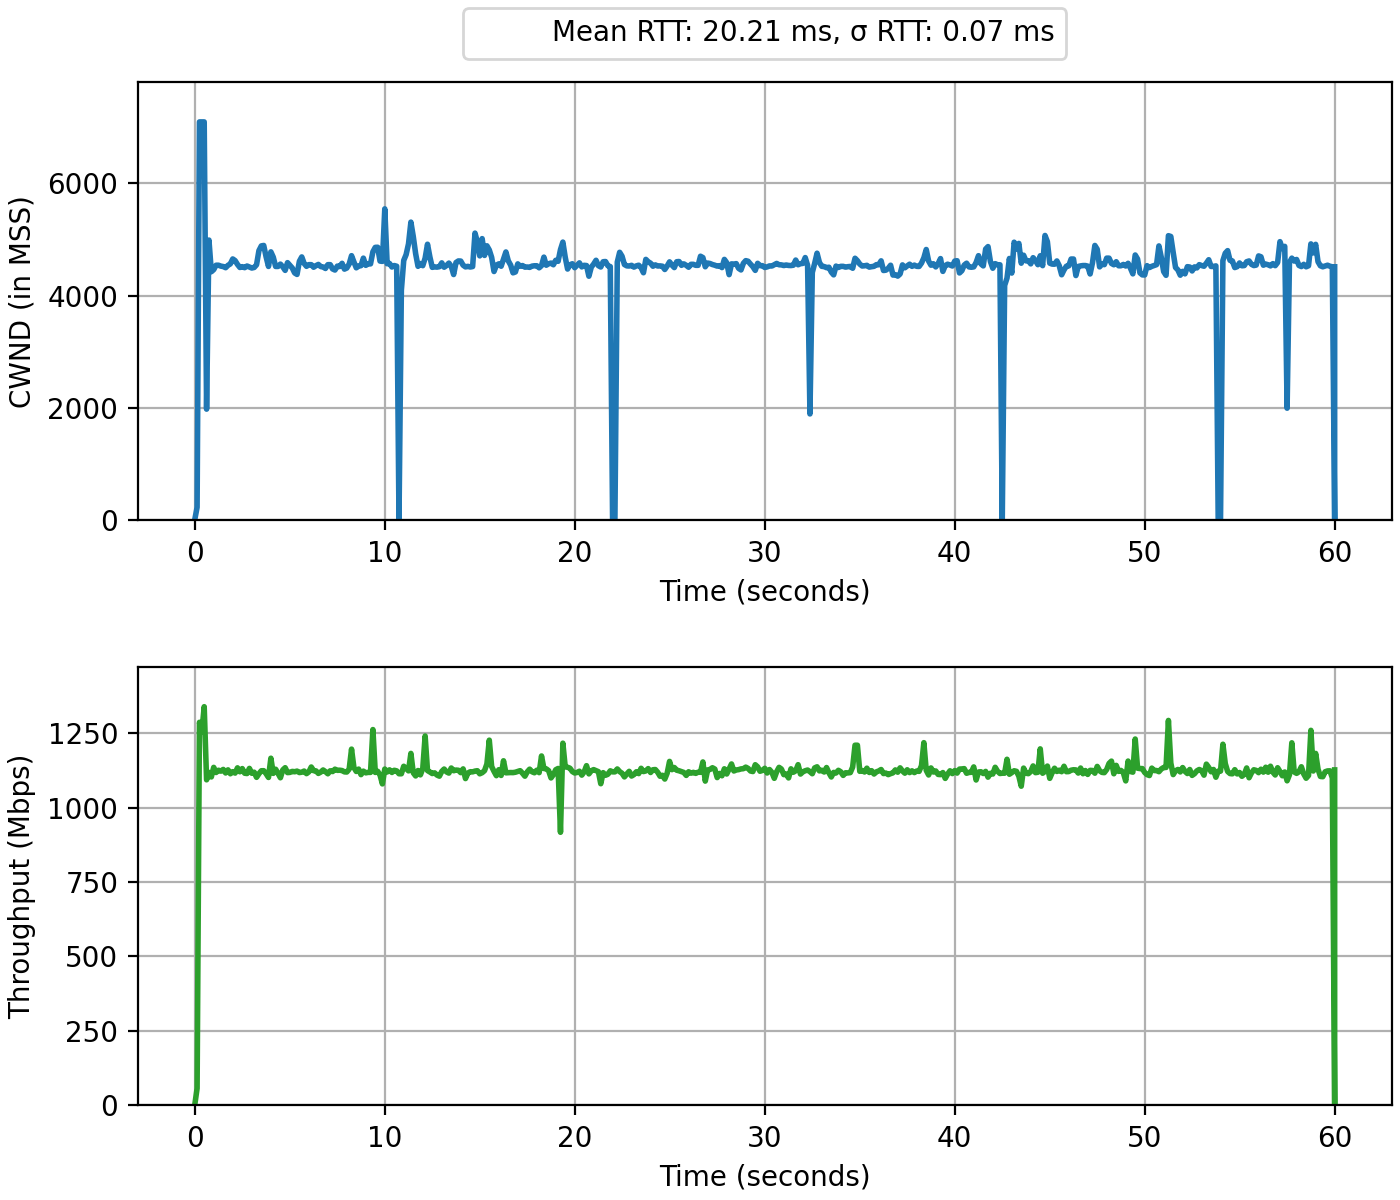 Mean RTT: 20.21 ms, σ RTT: 0.07 ms
CWND (in MSS)
6000
4000
2000
0
0 10 20 30 40 50 60
Time (seconds)
Throughput (Mbps)
1250
1000
750
500
250
0
0 10 20 30 40 50 60
Time (seconds)